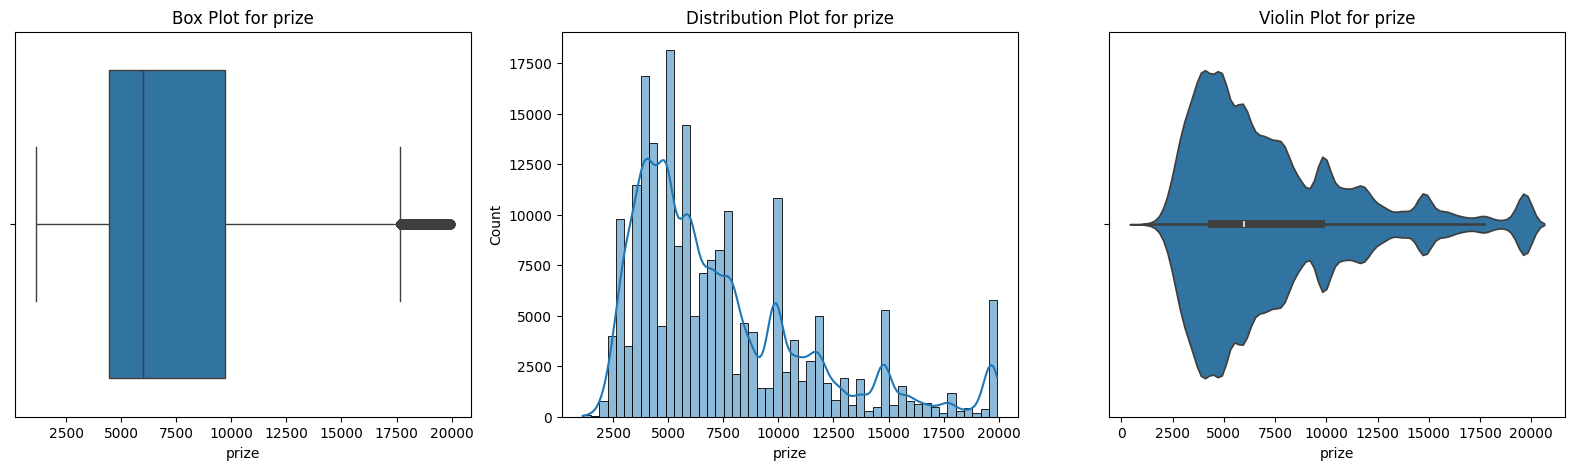 Box Plot for prize
2500 5000 7500 10000 12500 15000 17500 20000
prize
Distribution Plot for prize
17500
15000
12500
10000
7500
5000
2500
0
Count
2500 5000 7500 10000 12500 15000 17500 20000
prize
Violin Plot for prize
0 2500 5000 7500 10000 12500 15000 17500 20000
prize